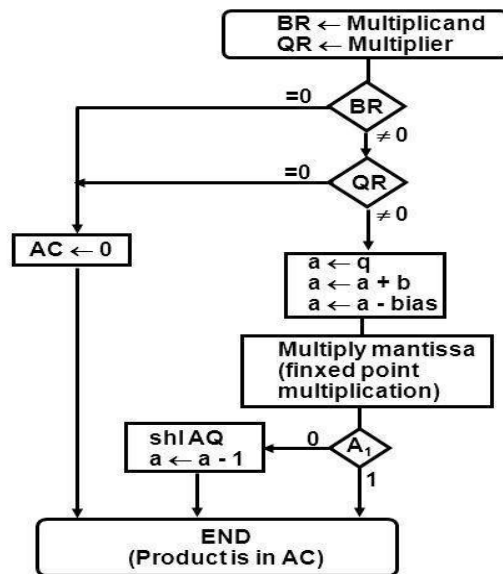 BR ← Multiplicand
QR ← Multiplier
=0
BR
≠ 0
=0
QR
≠ 0
AC ← 0
a ← q
a ← a + b
a ← a - bias
Multiply mantissa
(finxed point
multiplication)
shl AQ
a ← a - 1
0
A₁
1
END
(Product is in AC)